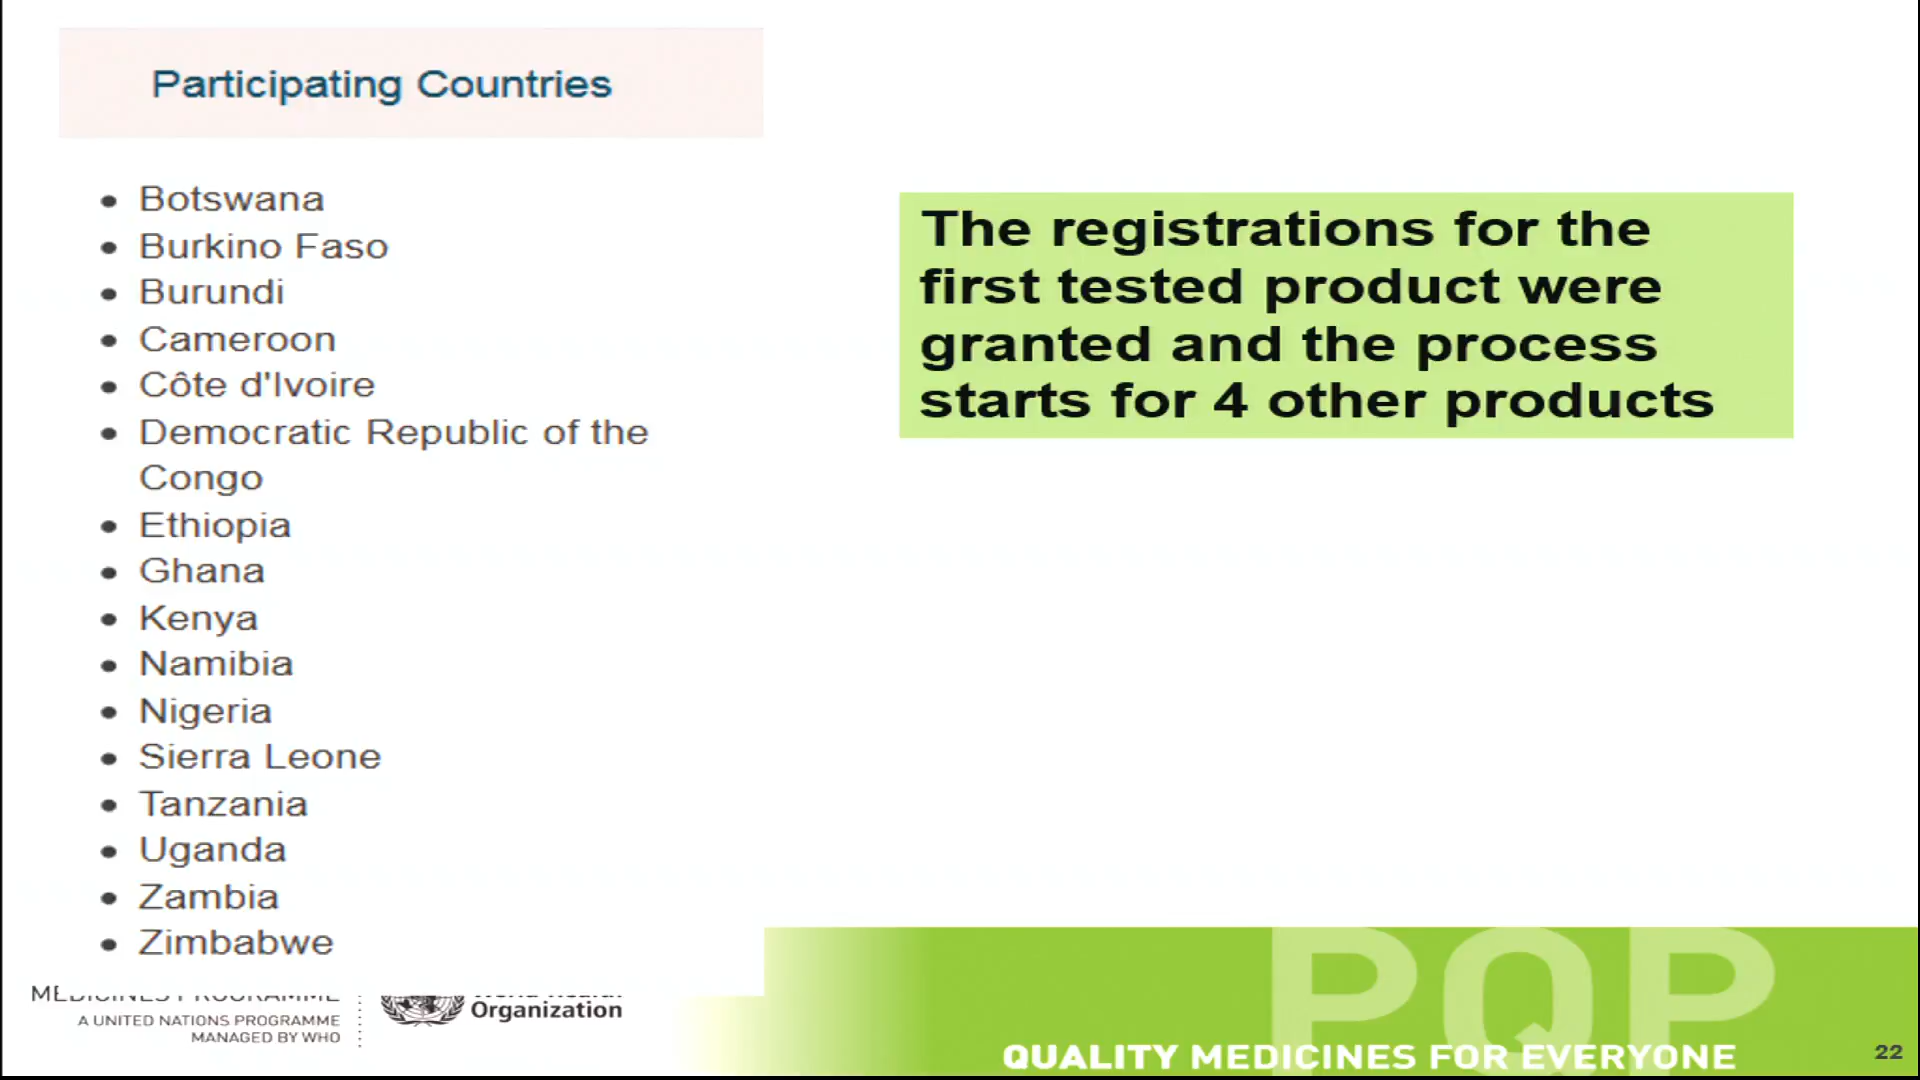 Participating Countries
• Botswana
• Burkino Faso
• Burundi
• Cameroon
• Côte d'Ivoire
• Democratic Republic of the
Congo
• Ethiopia
• Ghana
• Kenya
• Namibia
• Nigeria
• Sierra Leone
• Tanzania
• Uganda
• Zambia
• Zimbabwe
The registrations for the
first tested product were
granted and the process
starts for 4 other products
MEDICINES PROGRAMME
A UNITED NATIONS PROGRAMME
MANAGED BY WHO
World Health
Organization
PQP
QUALITY MEDICINES FOR EVERYONE
22